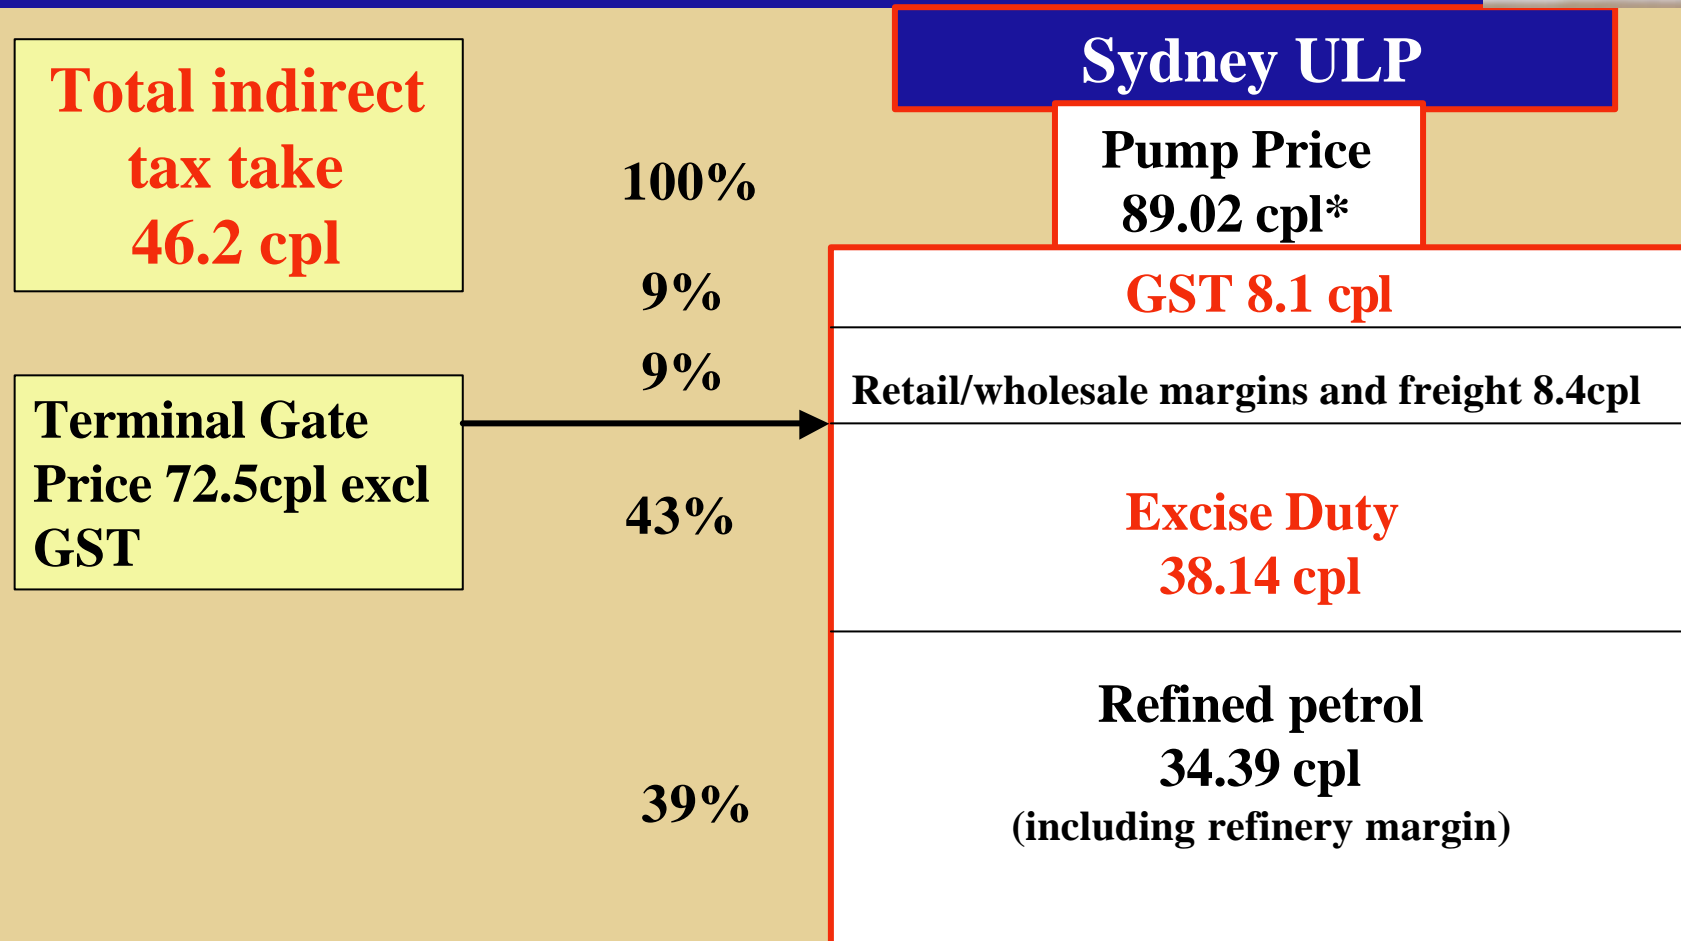 Total indirect
tax take
46.2 cpl
Terminal Gate
Price 72.5cpl excl
GST
100%
9%
9%
43%
39%
Sydney ULP
Pump Price
89.02 cpl*
GST 8.1 cpl
Retail/wholesale margins and freight 8.4cpl
Excise Duty
38.14 cpl
Refined petrol
34.39 cpl
(including refinery margin)